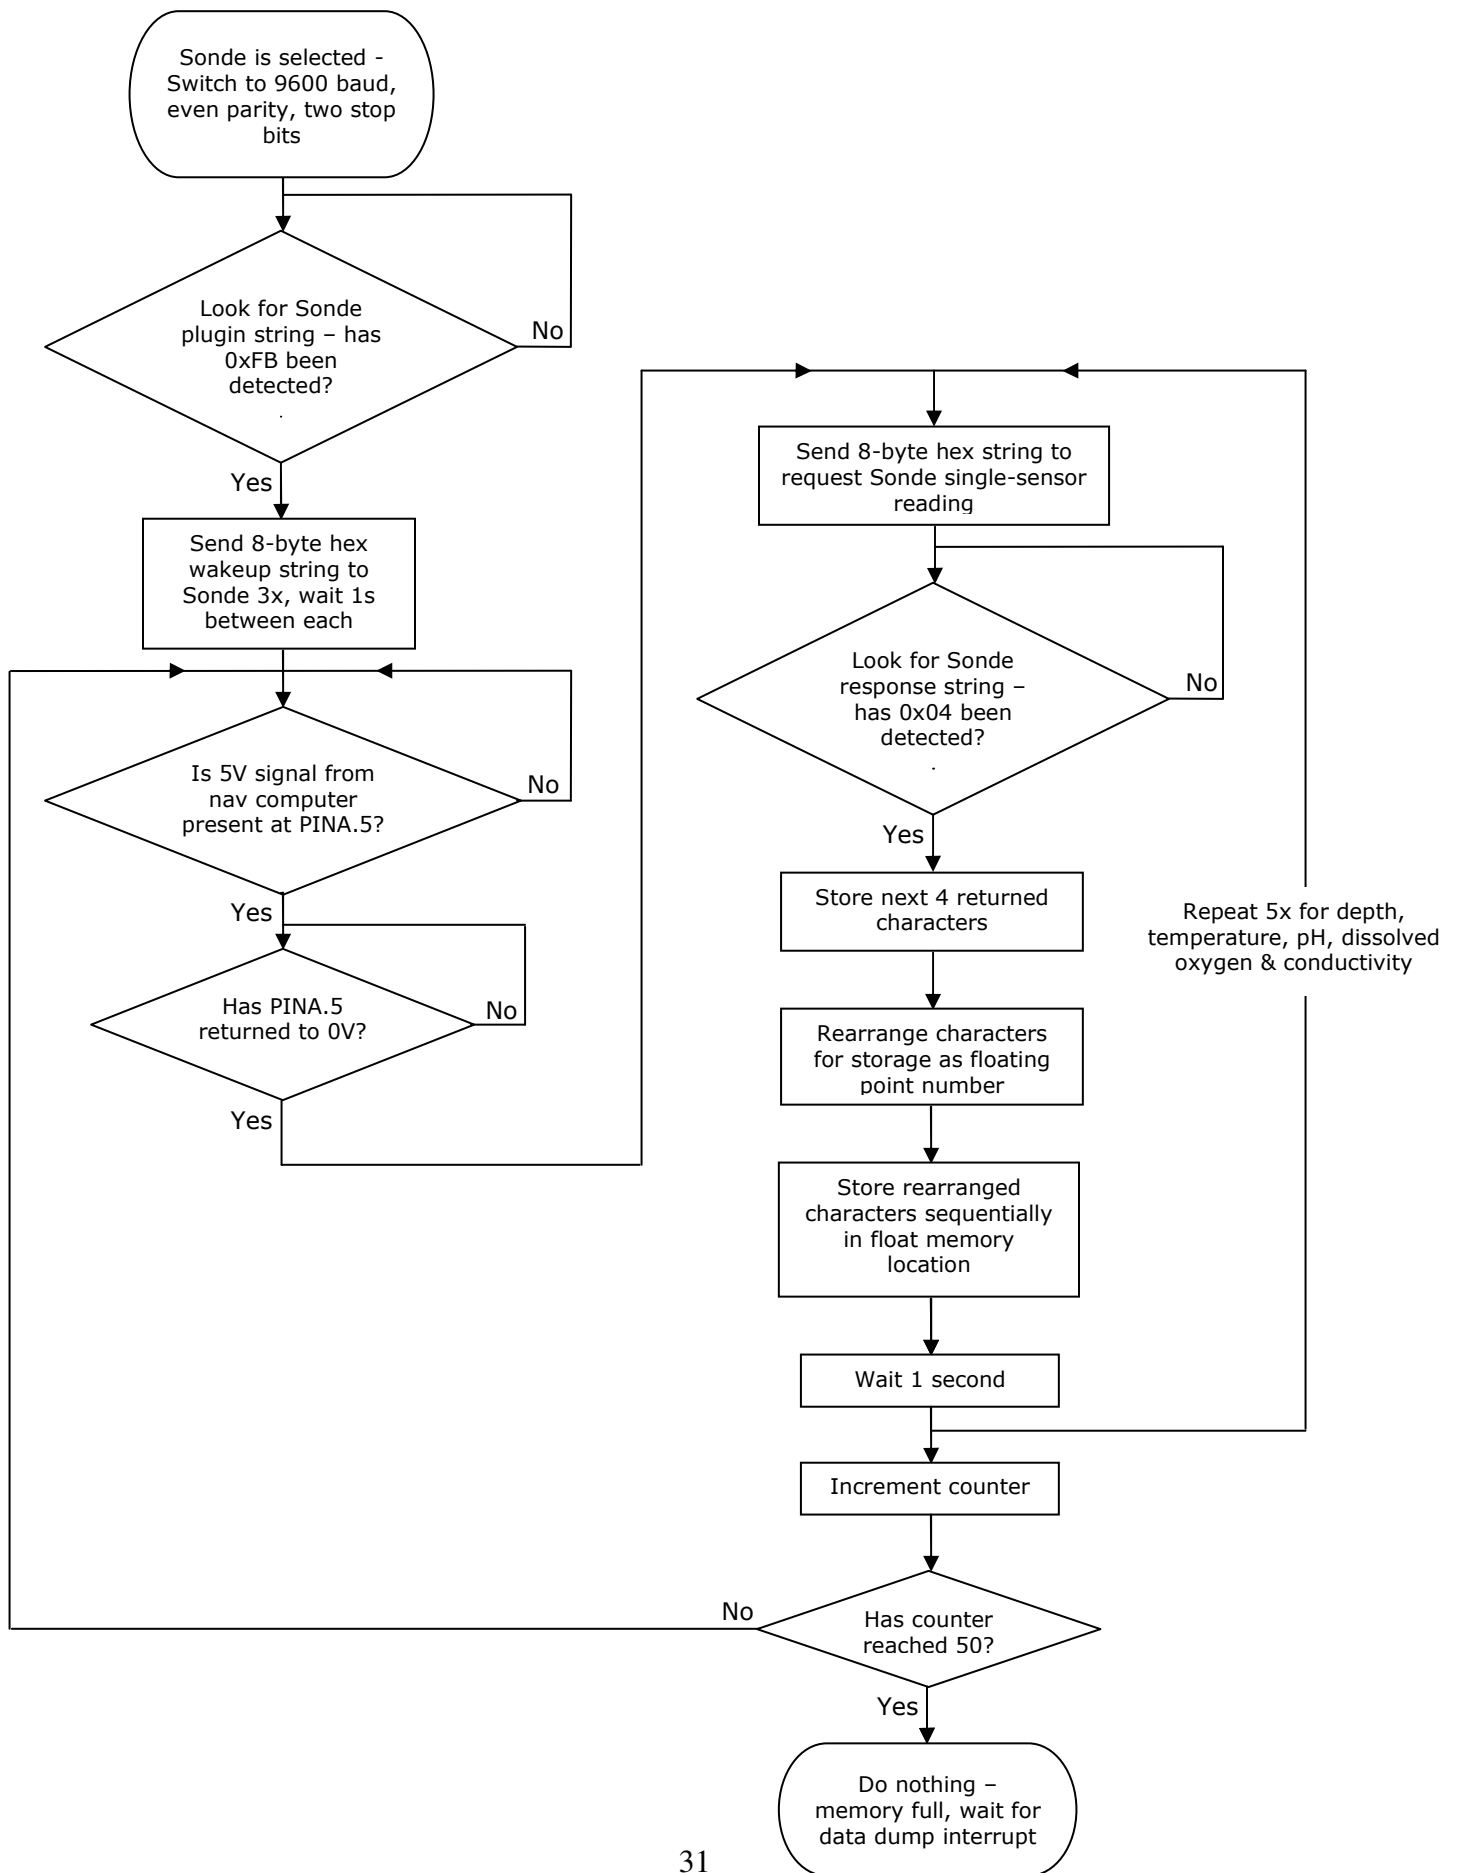 Sonde is selected -
Switch to 9600 baud,
even parity, two stop
bits
Look for Sonde
plugin string – has
0xFB been
detected?
.
No
Yes
Send 8-byte hex
wakeup string to
Sonde 3x, wait 1s
between each
Is 5V signal from
nav computer
present at PINA.5?
No
Yes
Has PINA.5
returned to 0V?
No
Yes
Send 8-byte hex string to
request Sonde single-sensor
reading
Look for Sonde
response string –
has 0x04 been
detected?
.
No
Yes
Store next 4 returned
characters
Repeat 5x for depth,
temperature, pH, dissolved
oxygen & conductivity
Rearrange characters
for storage as floating
point number
Store rearranged
characters sequentially
in float memory
location
Wait 1 second
Increment counter
Has counter
reached 50?
No
Yes
Do nothing –
memory full, wait for
data dump interrupt
31